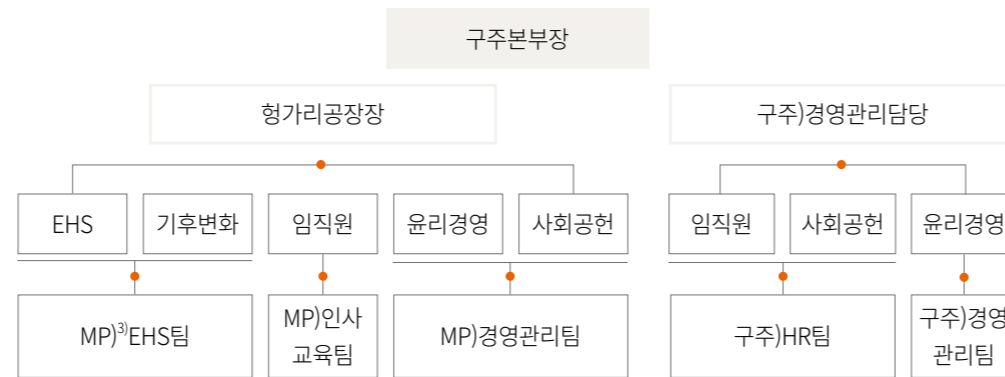 구주본부장
헝가리공장장
구주)경영관리담당
EHS
기후변화
임직원
윤리경영
사회공헌
임직원
사회공헌
윤리경영
MP)3)EHS팀
MP)인사
교육팀
MP)경영관리팀
구주)HR팀
구주)경영
관리팀